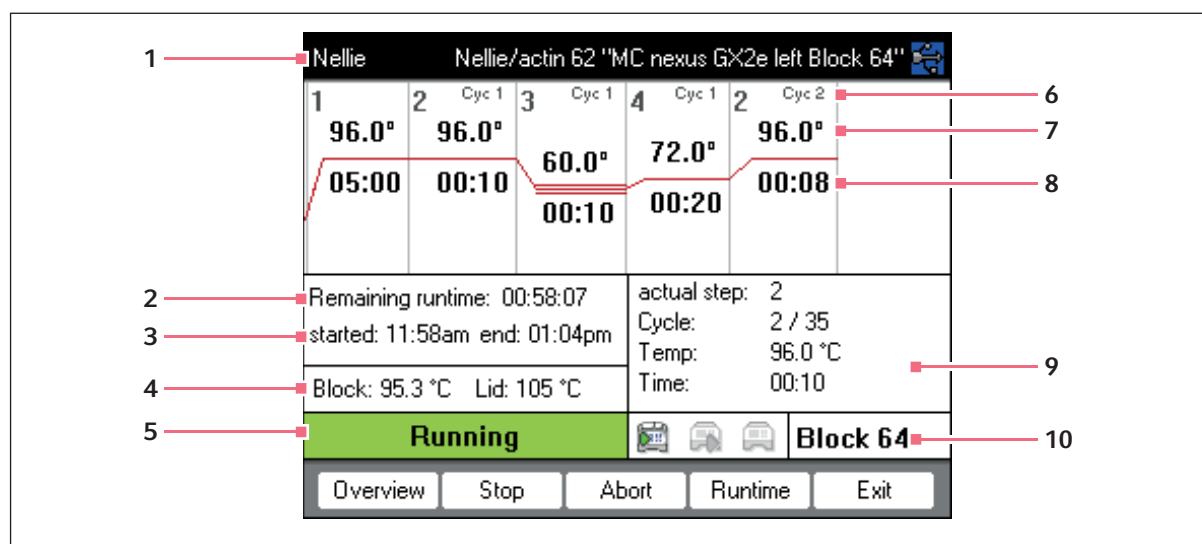 1
Nellie Nellie/actin 62 "MC nexus GX2e left Block 64"
1 2 Cyc 1 3 Cyc 1 4 Cyc 1 2 Cyc 2
6
96.0° 96.0° 60.0° 72.0° 96.0°
7
05:00 00:10 00:10 00:20 00:08
8
2
Remaining runtime: 00:58:07
3
started: 11:58am end: 01:04pm
4
Block: 95.3 °C Lid: 105 °C
actual step: 2
Cycle: 2 / 35
Temp: 96.0 °C
Time: 00:10
9
5
Running
Block 64
10
Overview Stop Abort Runtime Exit